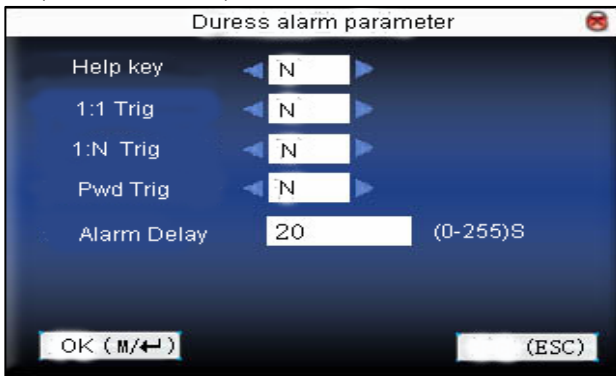 Duress alarm parameter
Help key N
1:1 Trig N
1:N Trig N
Pwd Trig N
Alarm Delay 20 (0-255)S
OK (M/↵) (ESC)